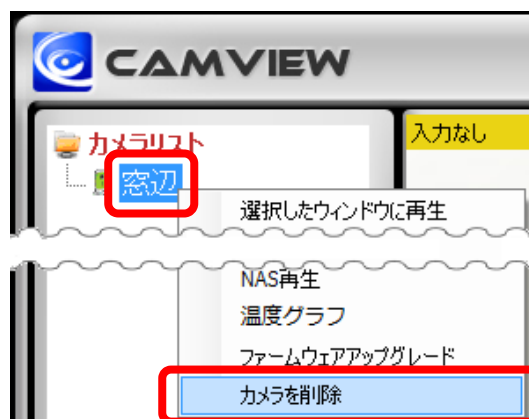 CAMVIEW
カメラリスト
入力なし
窓辺
選択したウィンドウに再生
NAS再生
温度グラフ
ファームウェアアップグレード
カメラを削除